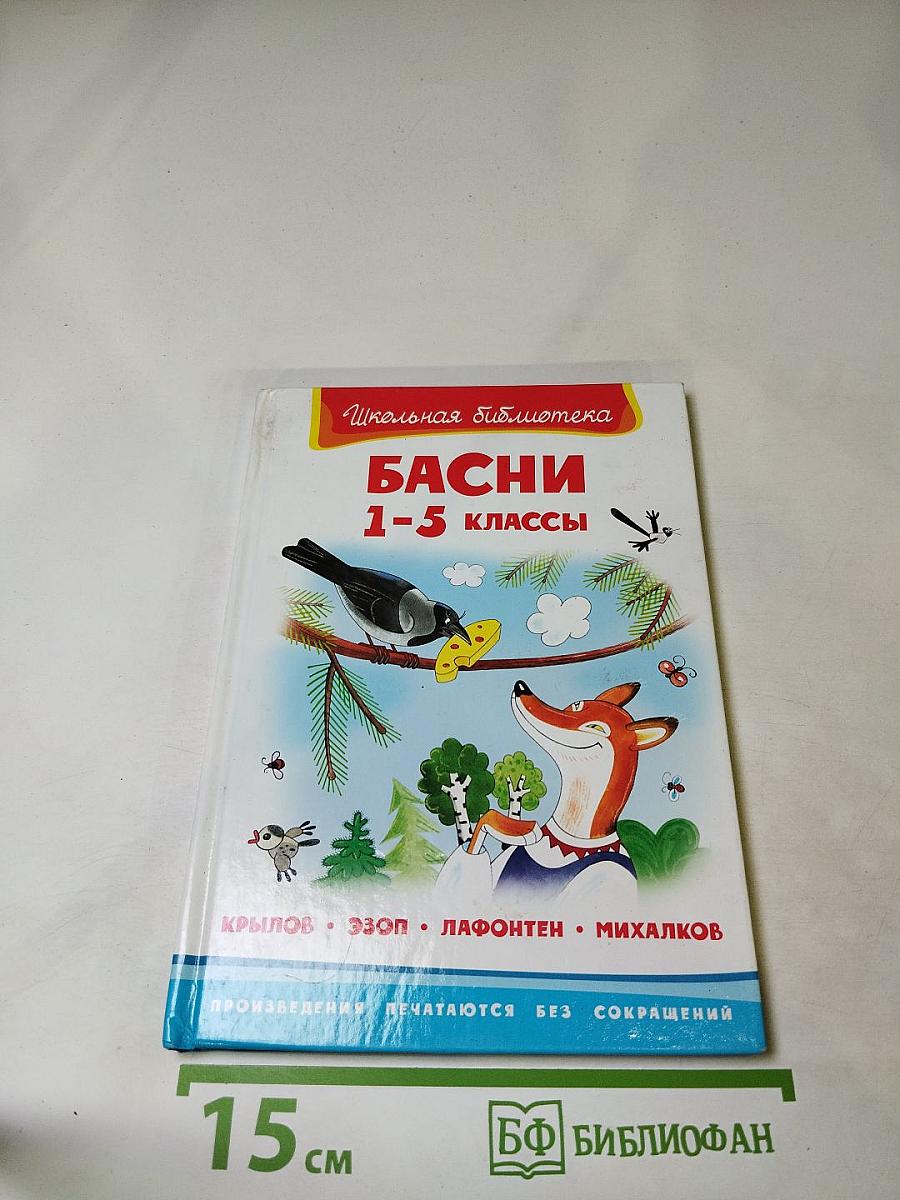 Школьная библиотека
БАСНИ
1-5 КЛАССЫ
КРЫЛОВ • ЭЗОП • ЛАФОНТЕН • МИХАЛКОВ
ПРОИЗВЕДЕНИЯ ПЕЧАТАЮТСЯ БЕЗ СОКРАЩЕНИЙ
15 см
БФ БИБЛИОФАН